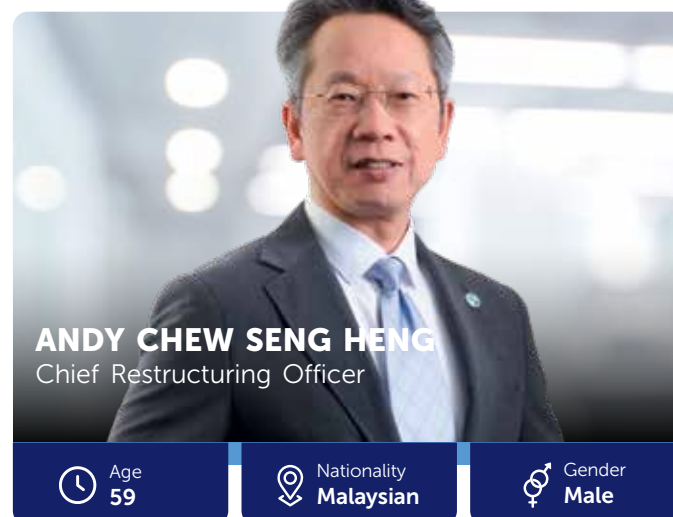 ANDY CHEW SENG HENG
Chief Restructuring Officer
Age
59
Nationality
Malaysian
Gender
Male